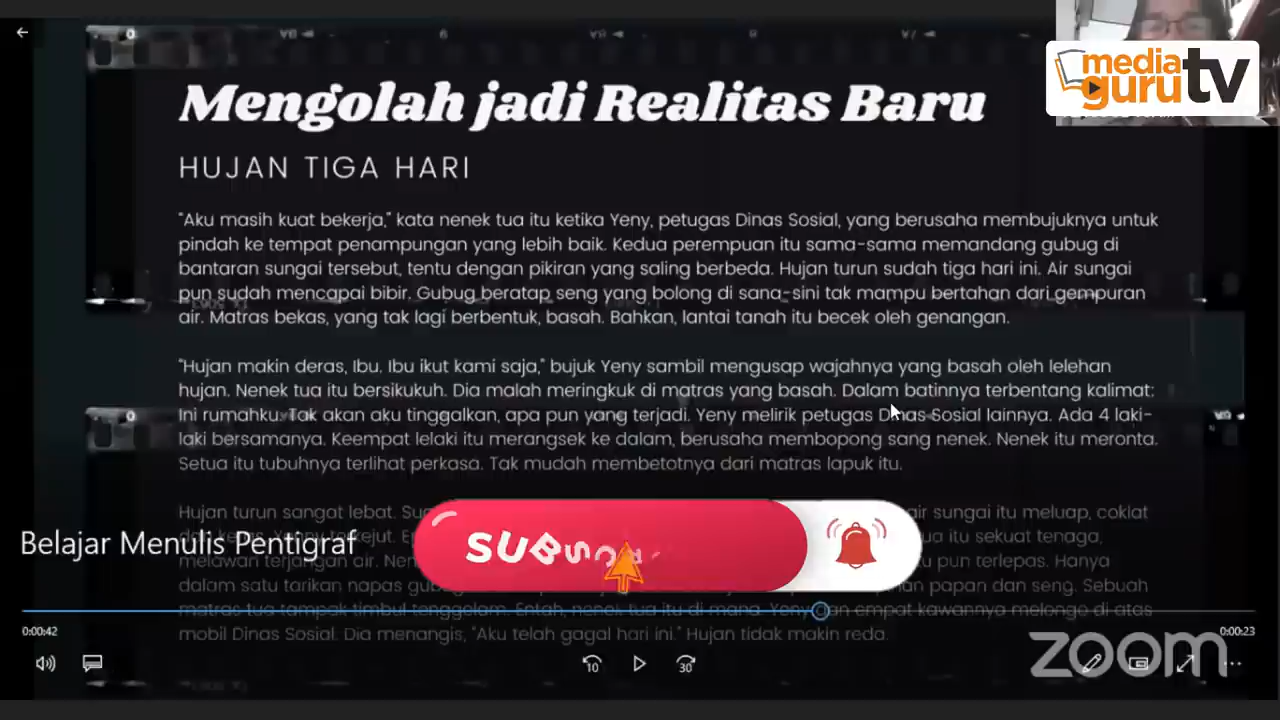 media
guru tv
Mengolah jadi Realitas Baru
HUJAN TIGA HARI
"Aku masih kuat bekerja," kata nenek tua itu ketika Yeny, petugas Dinas Sosial, yang berusaha membujuknya untuk
pindah ke tempat penampungan yang lebih baik. Kedua perempuan itu sama-sama memandang gubug di
bantaran sungai tersebut, tentu dengan pikiran yang saling berbeda. Hujan turun sudah tiga hari ini. Air sungai
pun sudah mencapai bibir. Gubug beratap seng yang bolong di sana-sini tak mampu bertahan dari gempuran
air. Matras bekas, yang tak lagi berbentuk, basah. Bahkan, lantai tanah itu becek oleh genangan.
"Hujan makin deras, Ibu. Ibu ikut kami saja," bujuk Yeny sambil mengusap wajahnya yang basah oleh lelehan
hujan. Nenek tua itu bersikukuh. Dia malah meringkuk di matras yang basah. Dalam batinnya terbentang kalimat:
Ini rumahku. Tak akan aku tinggalkan, apa pun yang terjadi. Yeny melirik petugas Dinas Sosial lainnya. Ada 4 laki-
laki bersamanya. Keempat lelaki itu merangsek ke dalam, berusaha membopong sang nenek. Nenek itu meronta.
Setua itu tubuhnya terlihat perkasa. Tak mudah membetotnya dari matras lapuk itu.
Hujan turun sangat lebat. air sungai itu meluap, coklat
itu sekuat tenaga,
melawan terjangan air. pun terlepas. Hanya
dalam satu tarikan napas papan dan seng. Sebuah
matras tua tampak timbul tenggelam. Entah, nenek tua itu di mana. Yeny dan empat kawannya melongo di atas
mobil Dinas Sosial. Dia menangis, "Aku telah gagal hari ini." Hujan tidak makin reda.
Belajar Menulis Pentigraf
SUBS
0:00:42
0:00:23
10
30
zoom